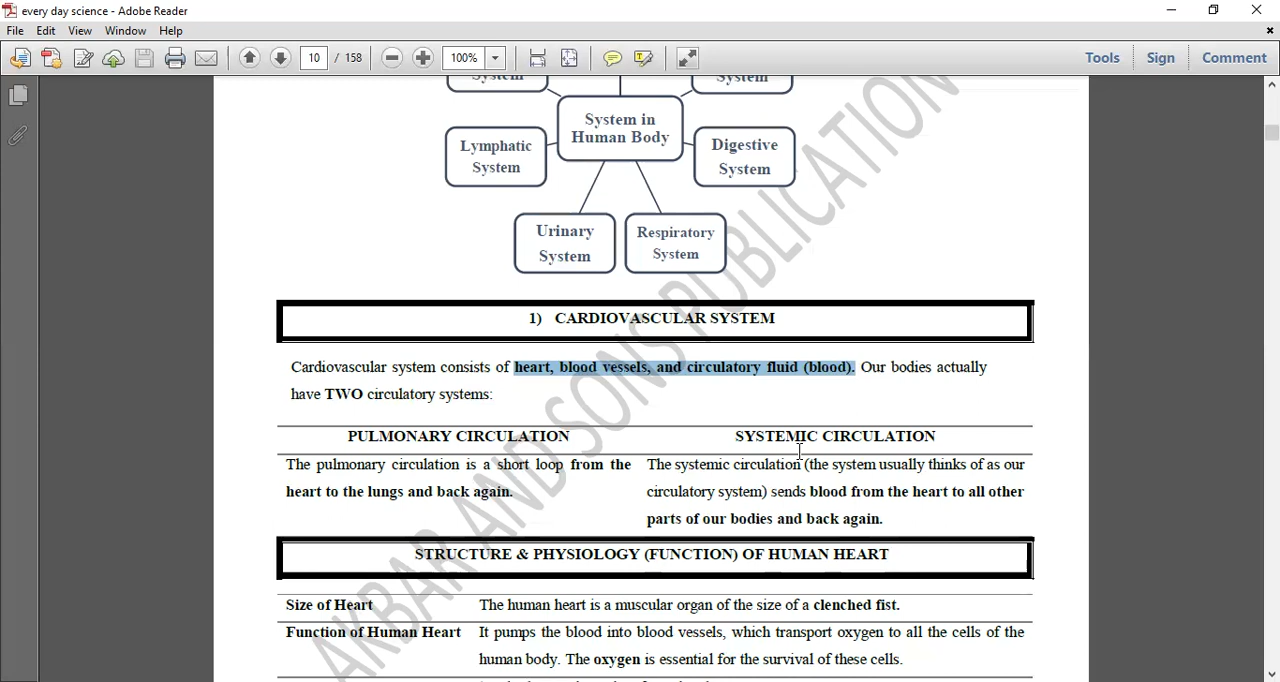 every day science - Adobe Reader
File Edit View Window Help
10 / 158 100% Tools Sign Comment
System System
System in
Human Body
Lymphatic
System
Digestive
System
Urinary
System
Respiratory
System
1) CARDIOVASCULAR SYSTEM
Cardiovascular system consists of heart, blood vessels, and circulatory fluid (blood). Our bodies actually
have TWO circulatory systems:
PULMONARY CIRCULATION SYSTEMIC CIRCULATION
The pulmonary circulation is a short loop from the
heart to the lungs and back again.
The systemic circulation (the system usually thinks of as our
circulatory system) sends blood from the heart to all other
parts of our bodies and back again.
STRUCTURE & PHYSIOLOGY (FUNCTION) OF HUMAN HEART
Size of Heart The human heart is a muscular organ of the size of a clenched fist.
Function of Human Heart It pumps the blood into blood vessels, which transport oxygen to all the cells of the
human body. The oxygen is essential for the survival of these cells.
AKBAR AND SONS PUBLICATION